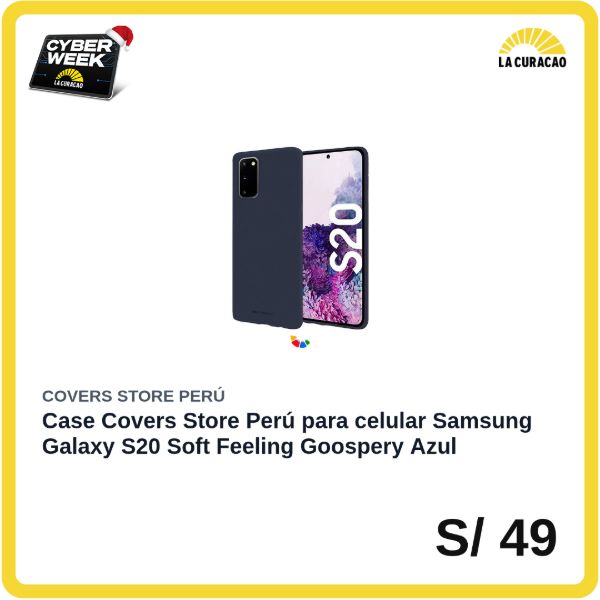 CYBER
WEEK
LA CURACAO
LA CURACAO
S20
COVERS STORE PERÚ
Case Covers Store Perú para celular Samsung
Galaxy S20 Soft Feeling Goospery Azul
S/ 49